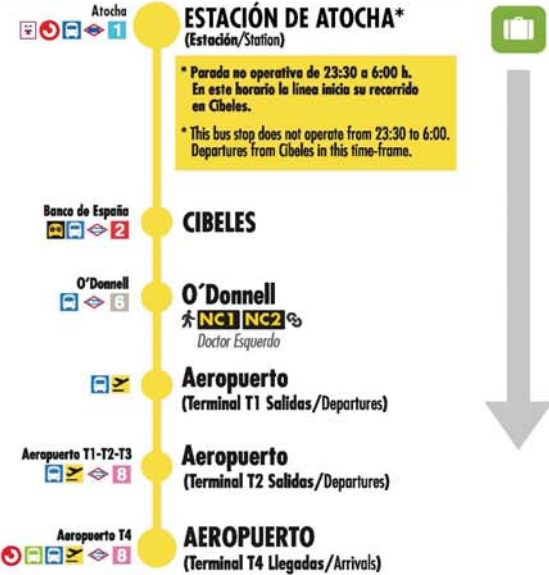 Atocha
1
ESTACIÓN DE ATOCHA*
(Estación/Station)
* Parada no operativa de 23:30 a 6:00 h.
En este horario la línea inicia su recorrido
en Cibeles.
* This bus stop does not operate from 23:30 to 6:00.
Departures from Cibeles in this time-frame.
Banco de España
2
CIBELES
O'Donnell
6
O´Donnell
NC1 NC2
Doctor Esquerdo
Aeropuerto
(Terminal T1 Salidas/Departures)
Aeropuerto T1-T2-T3
8
Aeropuerto
(Terminal T2 Salidas/Departures)
Aeropuerto T4
8
AEROPUERTO
(Terminal T4 Llegadas/Arrivals)